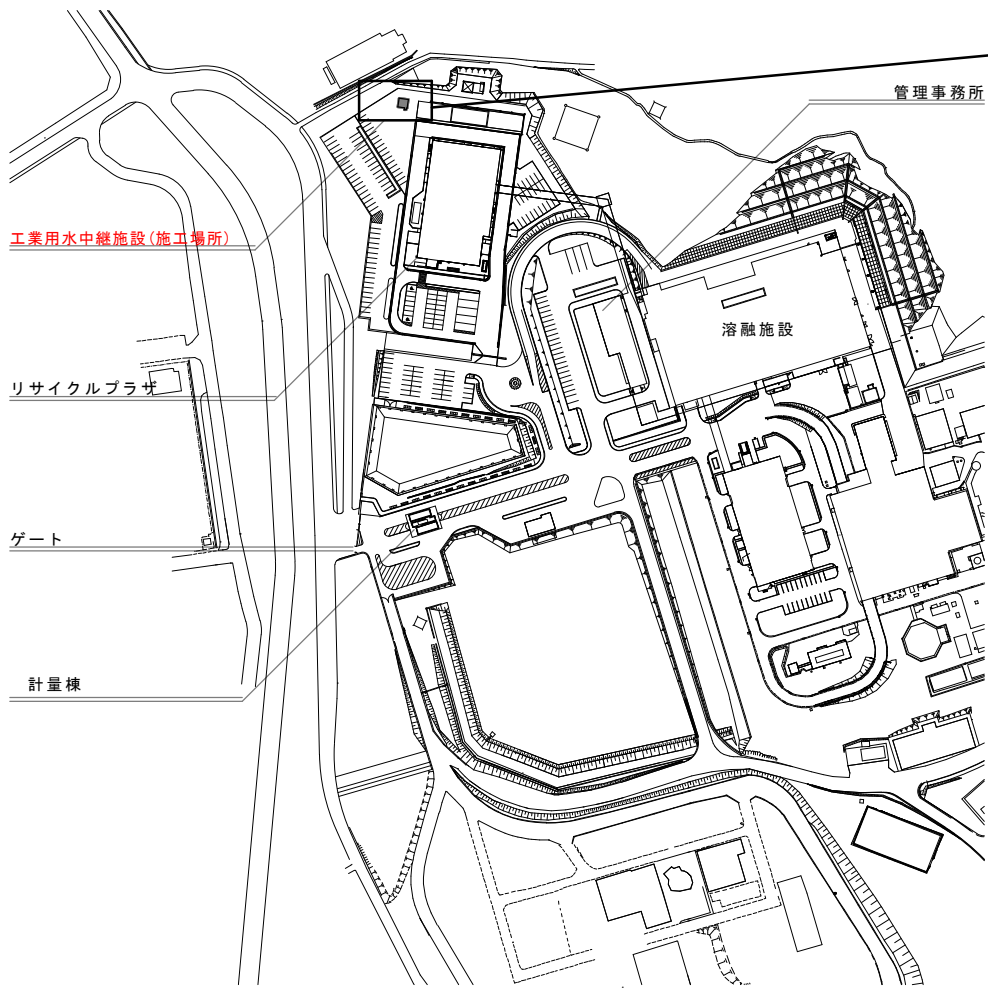 管理事務所
工業用水中継施設(施工場所)
溶融施設
リサイクルプラザ
ゲート
計量棟